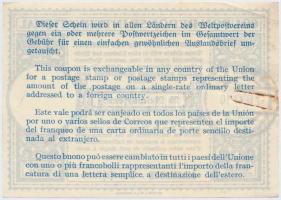 Dieser Schein wird in allen Ländern des Weltpostvereins
gegen ein oder mehrere Postwertzeichen im Gesamtwert der
Gebühr für einen einfachen gewöhnlichen Auslandsbrief um-
getauscht.
This coupon is exchangeable in any country of the Union
for a postage stamp or postage stamps representing the
amount of the postage on a single-rate ordinary letter
addressed to a foreign country.
Este vale podrá ser canjeado en todos los países de la Unión
por uno o varios sellos de Correos que representen el importe
del franqueo de una carta ordinaria de porte sencillo desti-
nada al extranjero.
Questo buono può essere cambiato in tutti i paesi dell'Unione
con uno o più francobolli rappresentanti l'importo della fran-
catura di una lettera semplice a destinazione dell'estero.